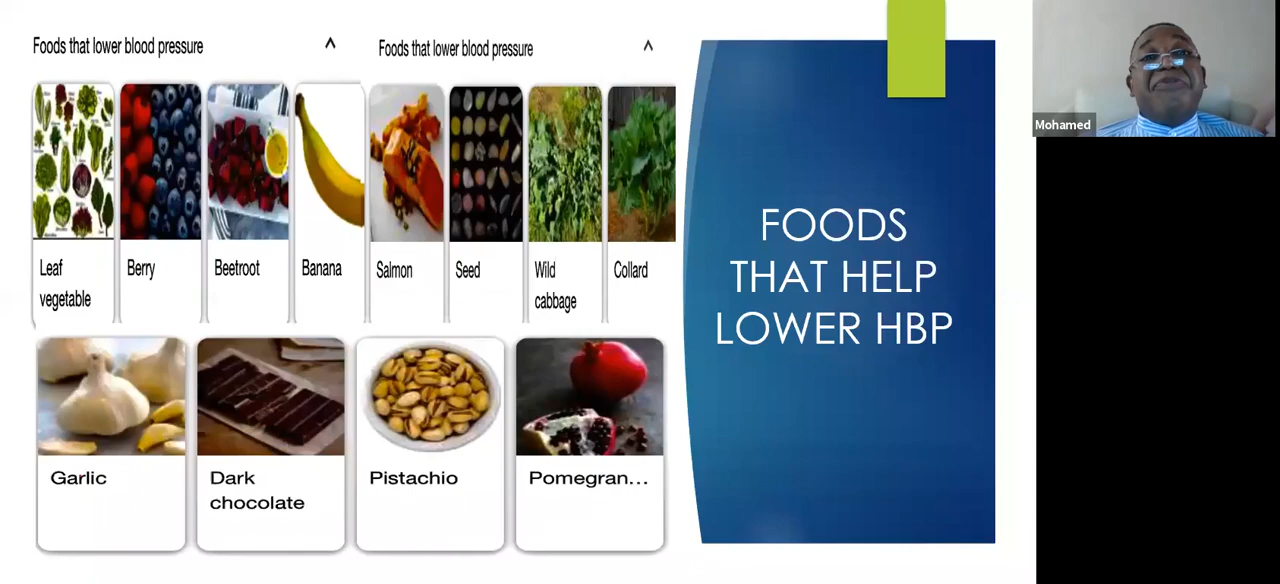 Foods that lower blood pressure
Foods that lower blood pressure
Leaf
vegetable
Berry
Beetroot
Banana
Salmon
Seed
Wild
cabbage
Collard
Garlic
Dark
chocolate
Pistachio
Pomegran...
FOODS
THAT HELP
LOWER HBP
Mohamed